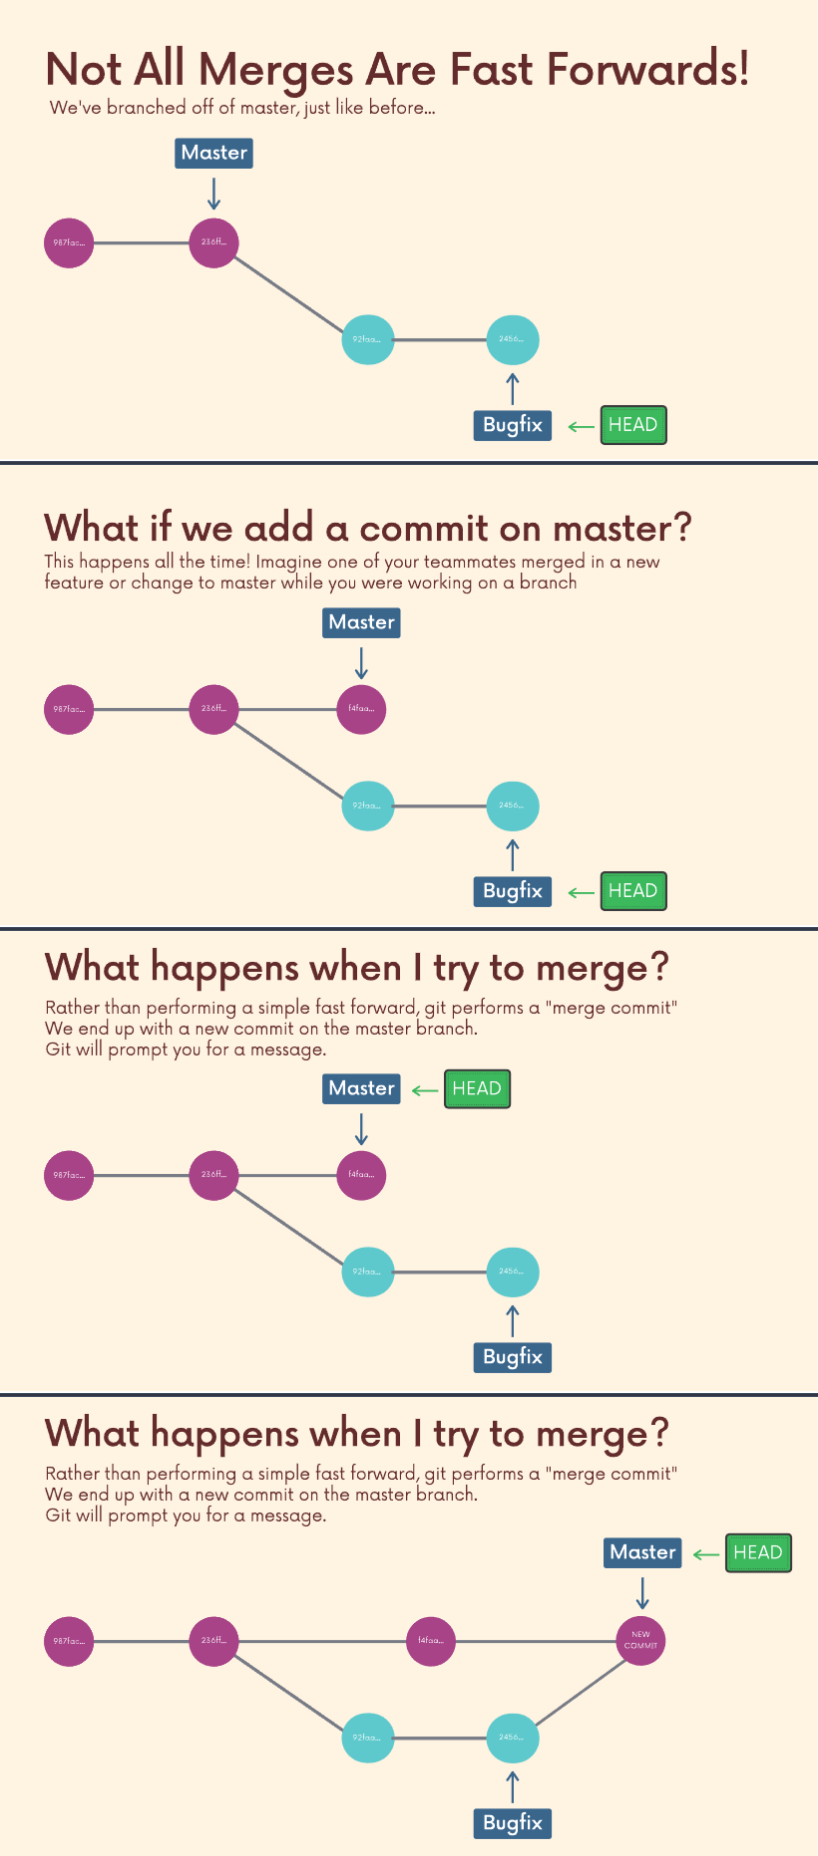 Not All Merges Are Fast Forwards!
We've branched off of master, just like before...
Master
987fac...
236ff...
92faa...
2456...
Bugfix
HEAD
What if we add a commit on master?
This happens all the time! Imagine one of your teammates merged in a new
feature or change to master while you were working on a branch
Master
987fac...
236ff...
f4faa...
92faa...
2456...
Bugfix
HEAD
What happens when I try to merge?
Rather than performing a simple fast forward, git performs a "merge commit"
We end up with a new commit on the master branch.
Git will prompt you for a message.
Master
HEAD
987fac...
236ff...
f4faa...
92faa...
2456...
Bugfix
What happens when I try to merge?
Rather than performing a simple fast forward, git performs a "merge commit"
We end up with a new commit on the master branch.
Git will prompt you for a message.
Master
HEAD
987fac...
236ff...
f4faa...
NEW
COMMIT
92faa...
2456...
Bugfix